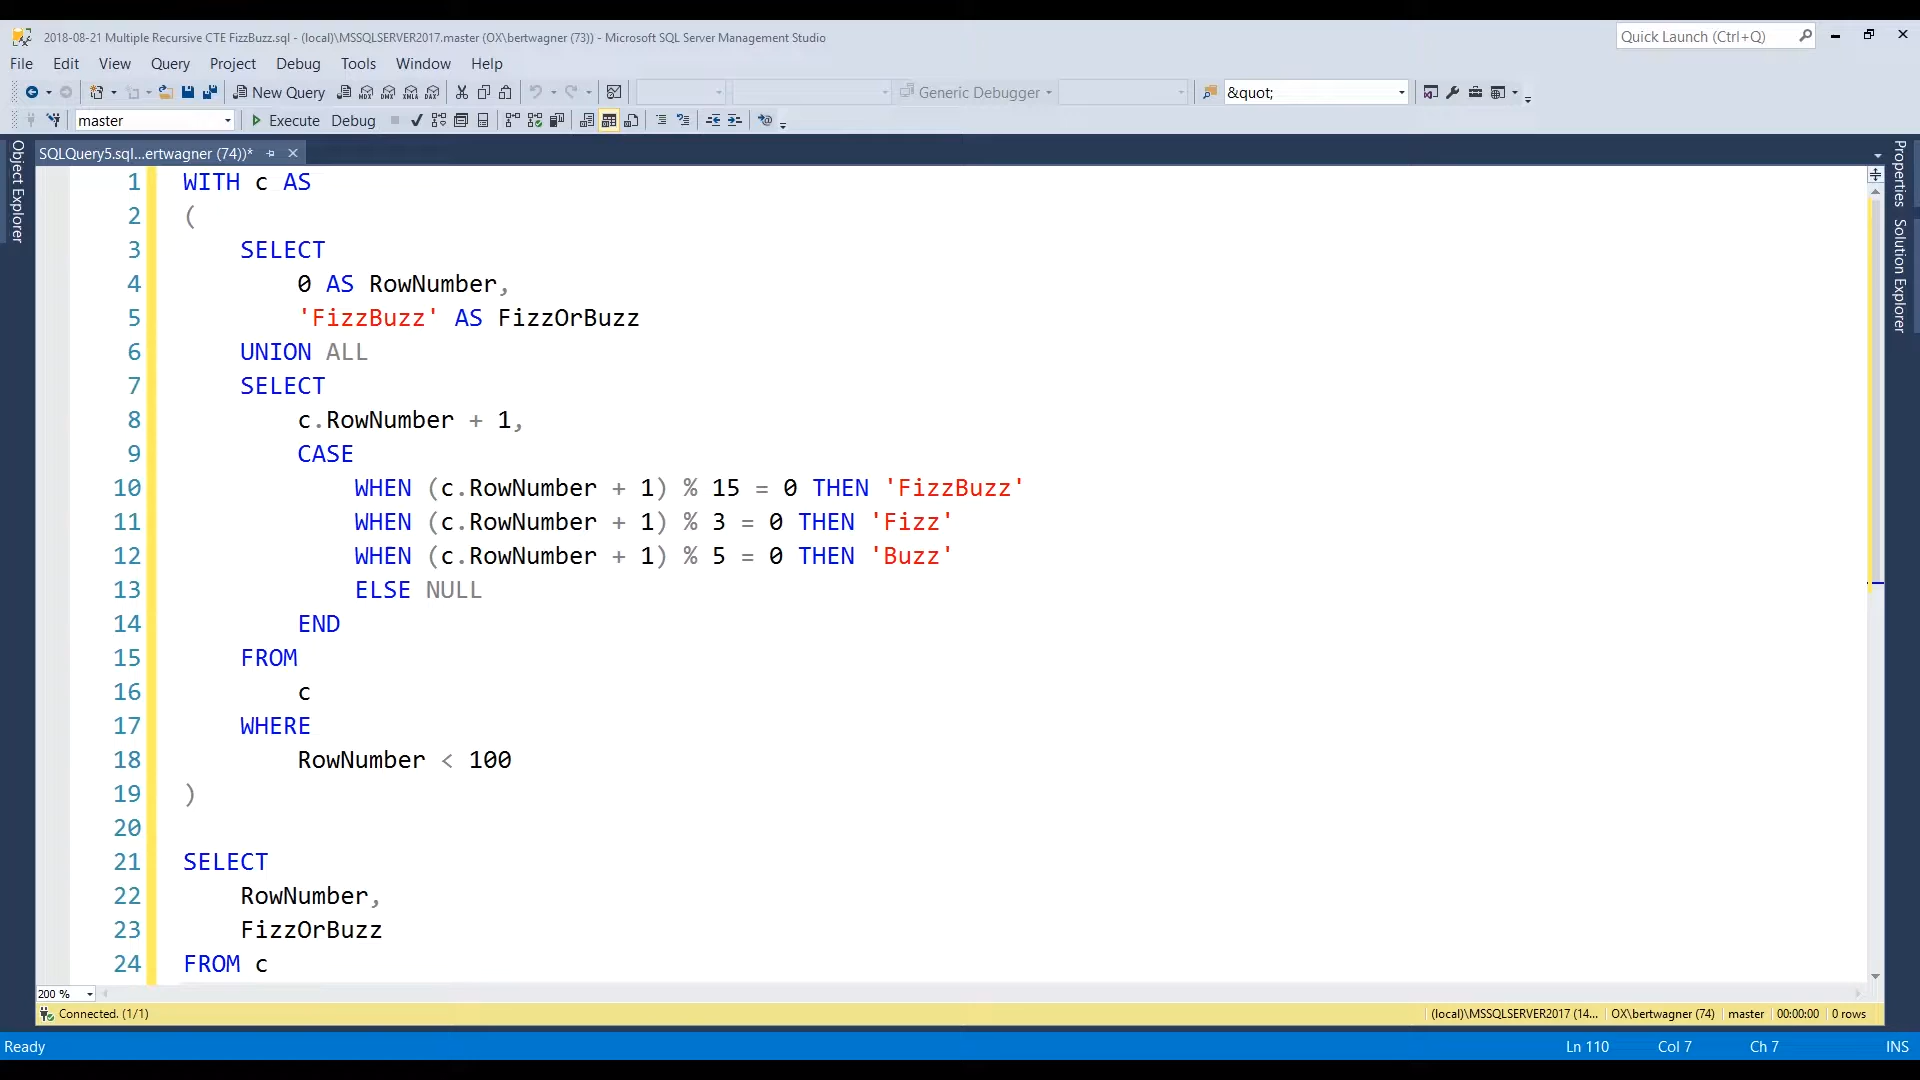 2018-08-21 Multiple Recursive CTE FizzBuzz.sql - (local)\MSSQLSERVER2017.master (OX\bertwagner (73)) - Microsoft SQL Server Management Studio
Quick Launch (Ctrl+Q)
File Edit View Query Project Debug Tools Window Help
New Query MDX DMX XMLA DAX Generic Debugger &quot;
master Execute Debug
SQLQuery5.sql...ertwagner (74))*
Object Explorer
Properties
Solution Explorer
1 WITH c AS
2 (
3 SELECT
4 0 AS RowNumber,
5 'FizzBuzz' AS FizzOrBuzz
6 UNION ALL
7 SELECT
8 c.RowNumber + 1,
9 CASE
10 WHEN (c.RowNumber + 1) % 15 = 0 THEN 'FizzBuzz'
11 WHEN (c.RowNumber + 1) % 3 = 0 THEN 'Fizz'
12 WHEN (c.RowNumber + 1) % 5 = 0 THEN 'Buzz'
13 ELSE NULL
14 END
15 FROM
16 c
17 WHERE
18 RowNumber < 100
19 )
20
21 SELECT
22 RowNumber,
23 FizzOrBuzz
24 FROM c
200 %
Connected. (1/1) (local)\MSSQLSERVER2017 (14... OX\bertwagner (74) master 00:00:00 0 rows
Ready Ln 110 Col 7 Ch 7 INS